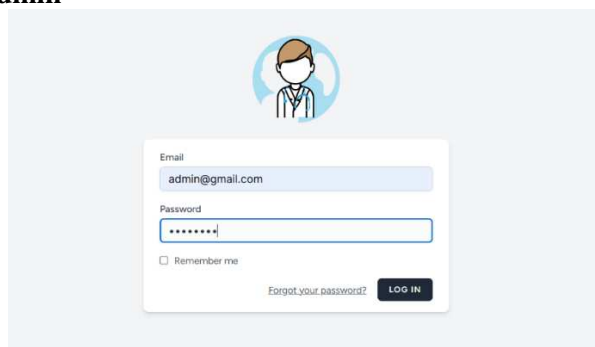 Email
admin@gmail.com
Password
••••••••
Remember me
Forgot your password? LOG IN